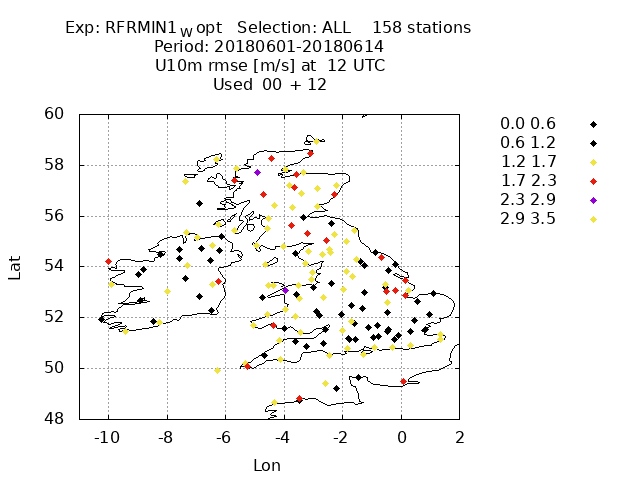 Exp: RFRMIN1wopt Selection: ALL 158 stations
Period: 20180601-20180614
U10m rmse [m/s] at 12 UTC
Used 00 + 12
60
58
56
54
52
50
48
-10 -8 -6 -4 -2 0 2
Lat
Lon
0.0 0.6
0.6 1.2
1.2 1.7
1.7 2.3
2.3 2.9
2.9 3.5